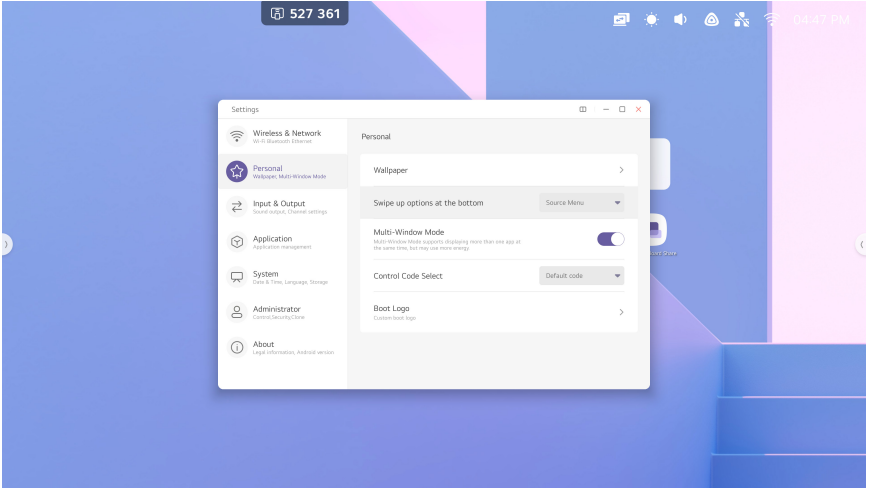 527 361
04:47 PM
Settings
Wireless & Network
Wi-Fi Bluetooth Ethernet
Personal
Wallpaper, Multi-Window Mode
Input & Output
Sound output, Channel settings
Application
Application management
System
Date & Time, Language, Storage
Administrator
Control,Security,Clone
About
Legal information, Android version
Personal
Wallpaper
Swipe up options at the bottom
Source Menu
Multi-Window Mode
Multi-Window Mode supports displaying more than one app at
the same time, but may use more energy.
Control Code Select
Default code
Boot Logo
Custom boot logo
Share